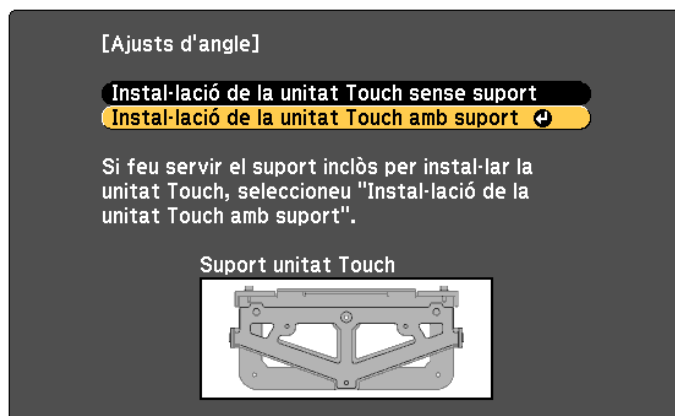 [Ajusts d'angle]
Instal·lació de la unitat Touch sense suport
Instal·lació de la unitat Touch amb suport
Si feu servir el suport inclòs per instal·lar la
unitat Touch, seleccioneu "Instal·lació de la
unitat Touch amb suport".
Suport unitat Touch